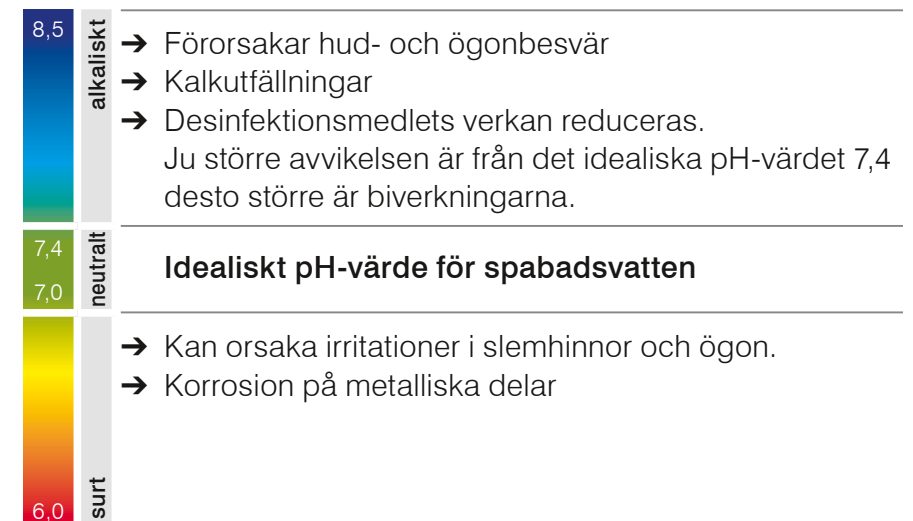 8,5
alkaliskt
➔ Förorsakar hud- och ögonbesvär
➔ Kalkutfällningar
➔ Desinfektionsmedlets verkan reduceras.
Ju större avvikelsen är från det idealiska pH-värdet 7,4
desto större är biverkningarna.
7,4
7,0
neutralt
Idealiskt pH-värde för spabadsvatten
➔ Kan orsaka irritationer i slemhinnor och ögon.
➔ Korrosion på metalliska delar
surt
6,0